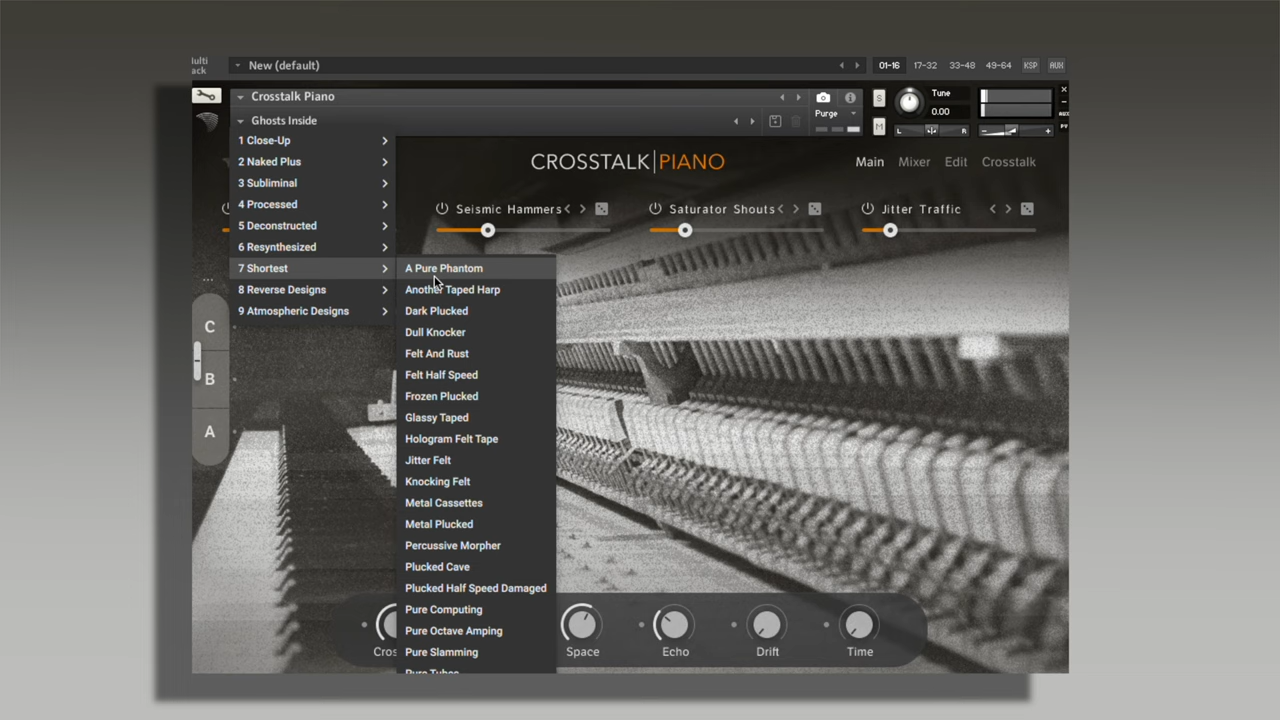 ulti
ack
New (default)
01-16
17-32
33-48
49-64
KSP
AUX
Crosstalk Piano
Purge
S
M
Tune
0.00
L
R
-
+
Ghosts Inside
1 Close-Up
2 Naked Plus
3 Subliminal
4 Processed
5 Deconstructed
6 Resynthesized
7 Shortest
8 Reverse Designs
9 Atmospheric Designs
CROSSTALK|PIANO
Main
Mixer
Edit
Crosstalk
Seismic Hammers
Saturator Shouts
Jitter Traffic
A Pure Phantom
Another Taped Harp
Dark Plucked
Dull Knocker
Felt And Rust
Felt Half Speed
Frozen Plucked
Glassy Taped
Hologram Felt Tape
Jitter Felt
Knocking Felt
Metal Cassettes
Metal Plucked
Percussive Morpher
Plucked Cave
Plucked Half Speed Damaged
Pure Computing
Pure Octave Amping
Pure Slamming
C
B
A
Cros
Space
Echo
Drift
Time